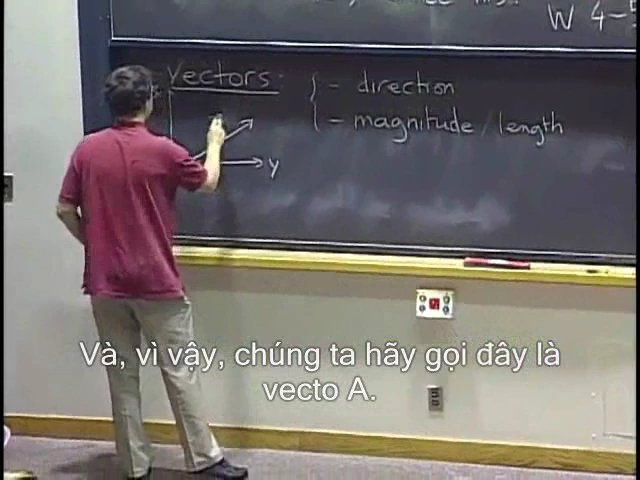 W 4-
Vectors:
- direction
- magnitude / length
y
Và, vì vậy, chúng ta hãy gọi đây là
vecto A.